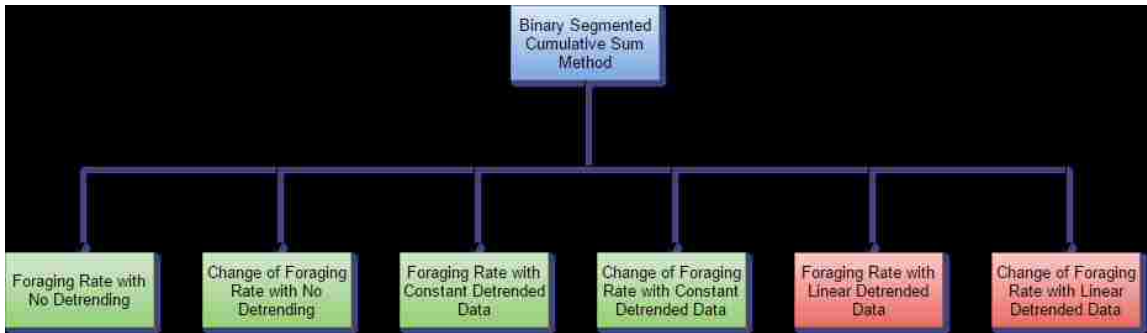 Binary Segmented
Cumulative Sum
Method
Foraging Rate with
No Detrending
Change of Foraging
Rate with No
Detrending
Foraging Rate with
Constant Detrended
Data
Change of Foraging
Rate with Constant
Detrended Data
Foraging Rate with
Linear Detrended
Data
Change of Foraging
Rate with Linear
Detrended Data